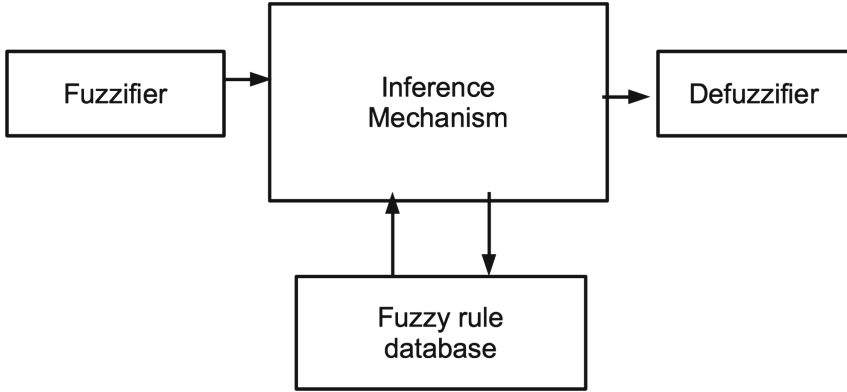 Fuzzifier
Inference
Mechanism
Defuzzifier
Fuzzy rule
database